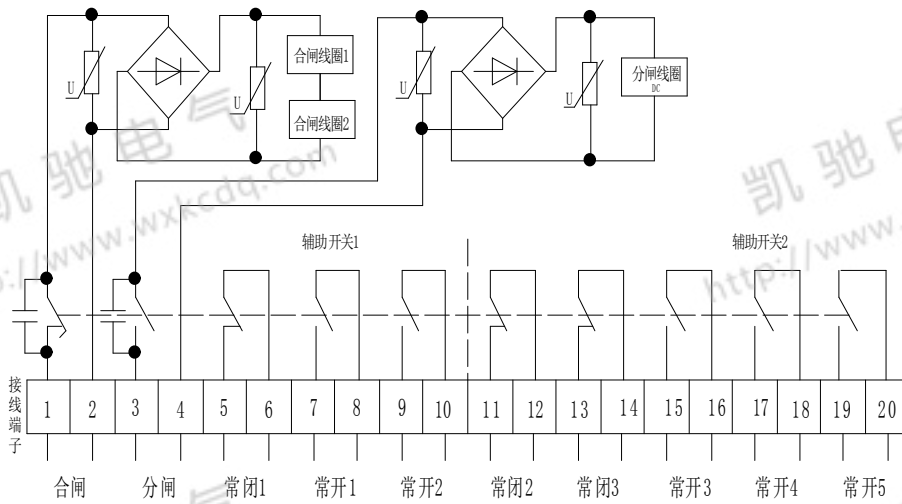 合闸线圈1
合闸线圈2
分闸线圈
DC
U
U
U
U
凯驰电气
http://www.wxkcdq.com
凯驰电
http://www.w
辅助开关1
辅助开关2
接线端子
1 2 3 4 5 6 7 8 9 10 11 12 13 14 15 16 17 18 19 20
合闸 分闸 常闭1 常开1 常开2 常闭2 常闭3 常开3 常开4 常开5